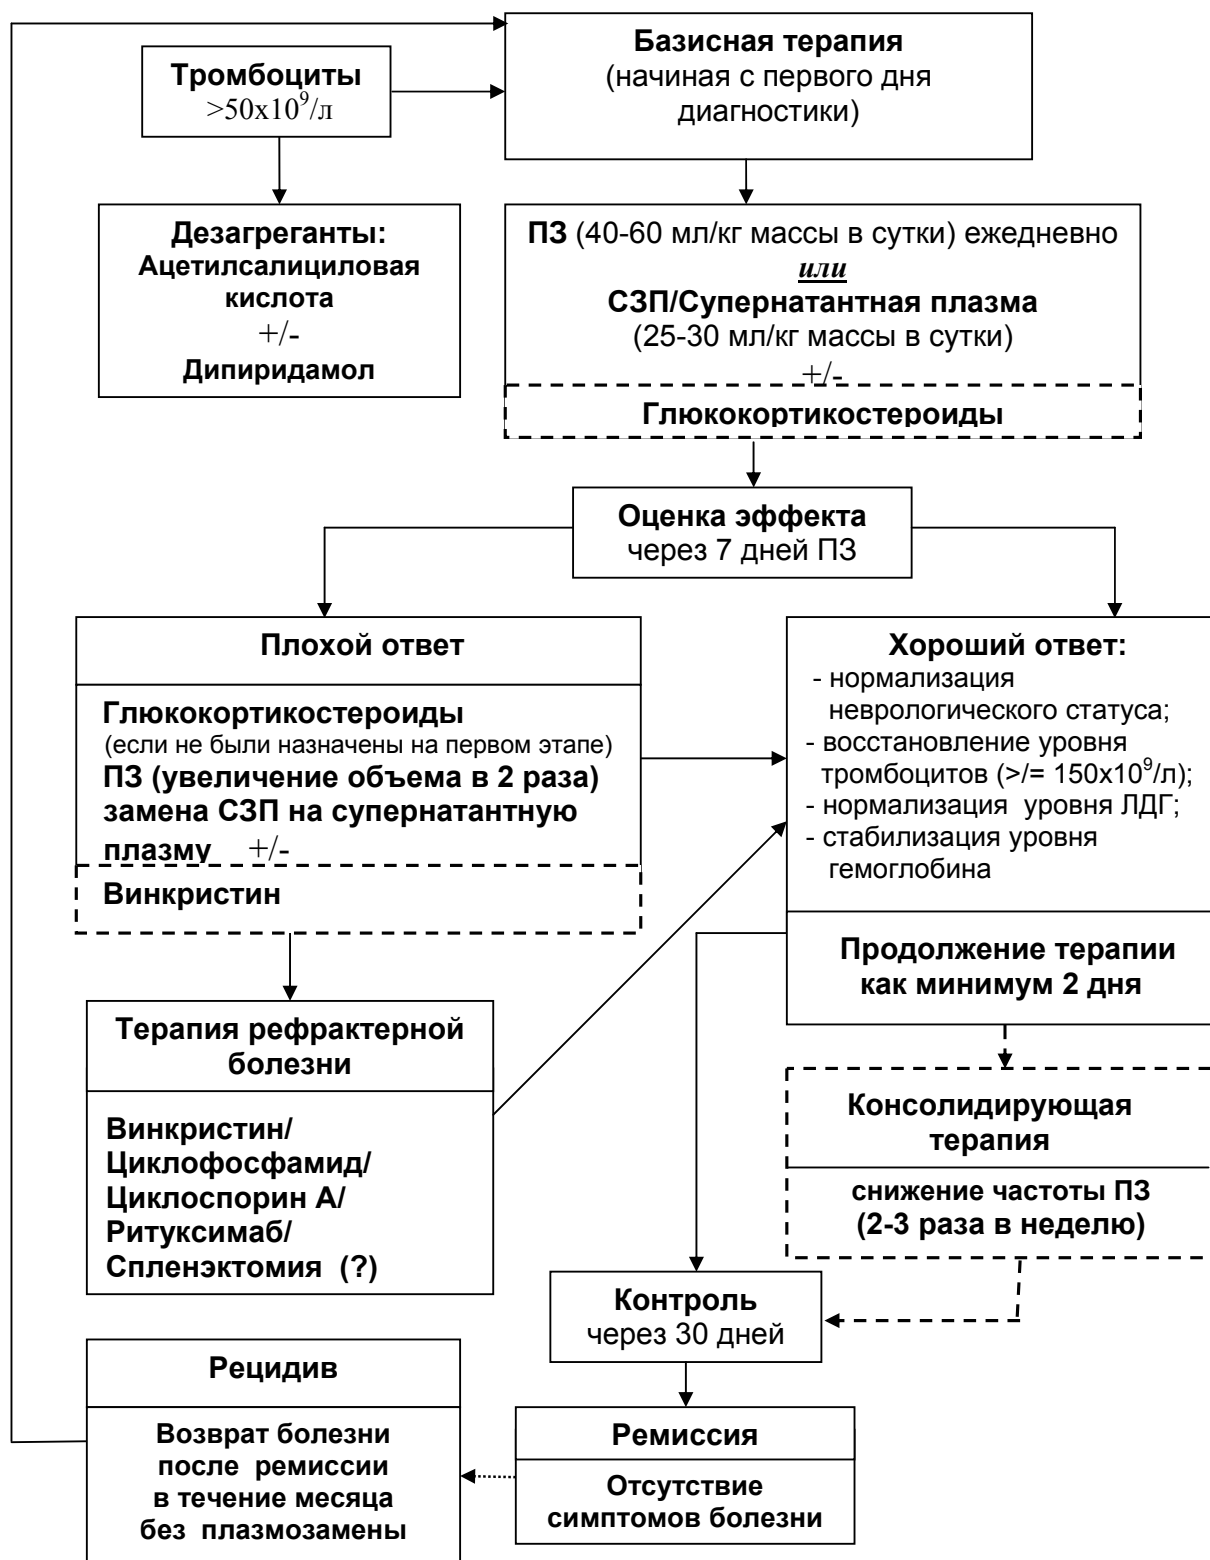 Базисная терапия
(начиная с первого дня
диагностики)
Тромбоциты
>50x10⁹/л
Дезагреганты:
Ацетилсалициловая
кислота
+/-
Дипиридамол
ПЗ (40-60 мл/кг массы в сутки) ежедневно
или
СЗП/Супернатантная плазма
(25-30 мл/кг массы в сутки)
+/-
Глюкокортикостероиды
Оценка эффекта
через 7 дней ПЗ
Плохой ответ
Глюкокортикостероиды
(если не были назначены на первом этапе)
ПЗ (увеличение объема в 2 раза)
замена СЗП на супернатантную
плазму +/-
Винкристин
Хороший ответ:
- нормализация
неврологического статуса;
- восстановление уровня
тромбоцитов (>/= 150x10⁹/л);
- нормализация уровня ЛДГ;
- стабилизация уровня
гемоглобина
Продолжение терапии
как минимум 2 дня
Терапия рефрактерной
болезни
Винкристин/
Циклофосфамид/
Циклоспорин А/
Ритуксимаб/
Спленэктомия (?)
Консолидирующая
терапия
снижение частоты ПЗ
(2-3 раза в неделю)
Контроль
через 30 дней
Рецидив
Возврат болезни
после ремиссии
в течение месяца
без плазмозамены
Ремиссия
Отсутствие
симптомов болезни